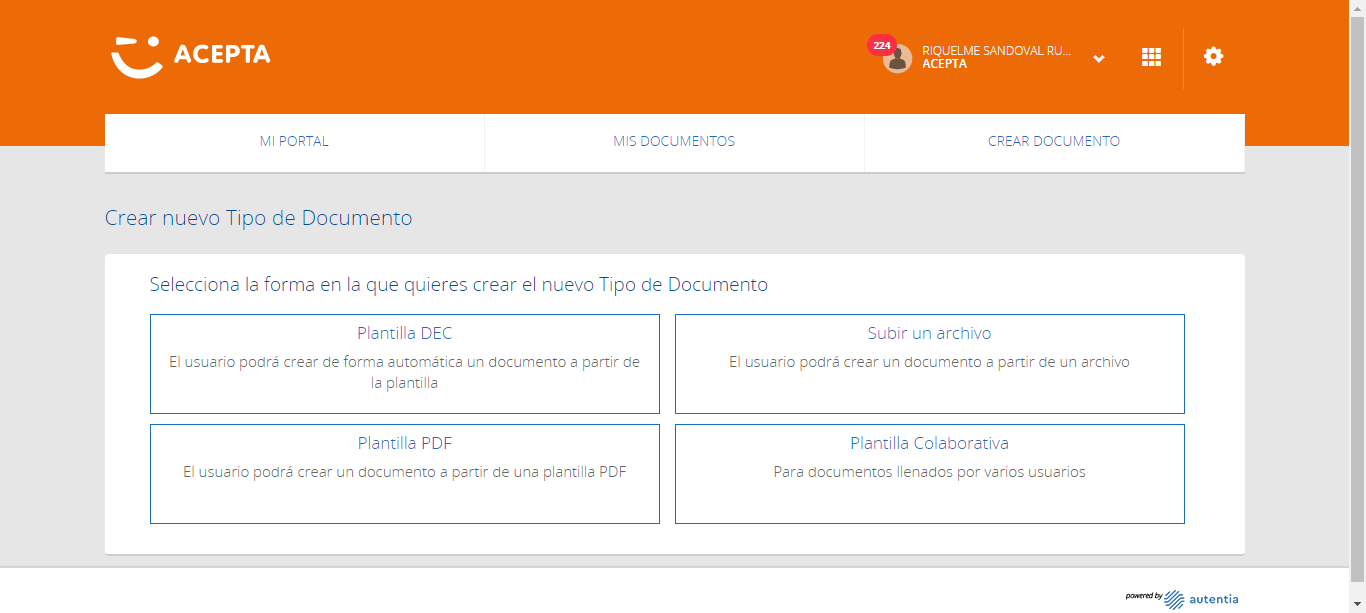 ACEPTA
224
RIQUELME SANDOVAL RU...
ACEPTA
MI PORTAL
MIS DOCUMENTOS
CREAR DOCUMENTO
Crear nuevo Tipo de Documento
Selecciona la forma en la que quieres crear el nuevo Tipo de Documento
Plantilla DEC
El usuario podrá crear de forma automática un documento a partir de
la plantilla
Subir un archivo
El usuario podrá crear un documento a partir de un archivo
Plantilla PDF
El usuario podrá crear un documento a partir de una plantilla PDF
Plantilla Colaborativa
Para documentos llenados por varios usuarios
powered by autentia